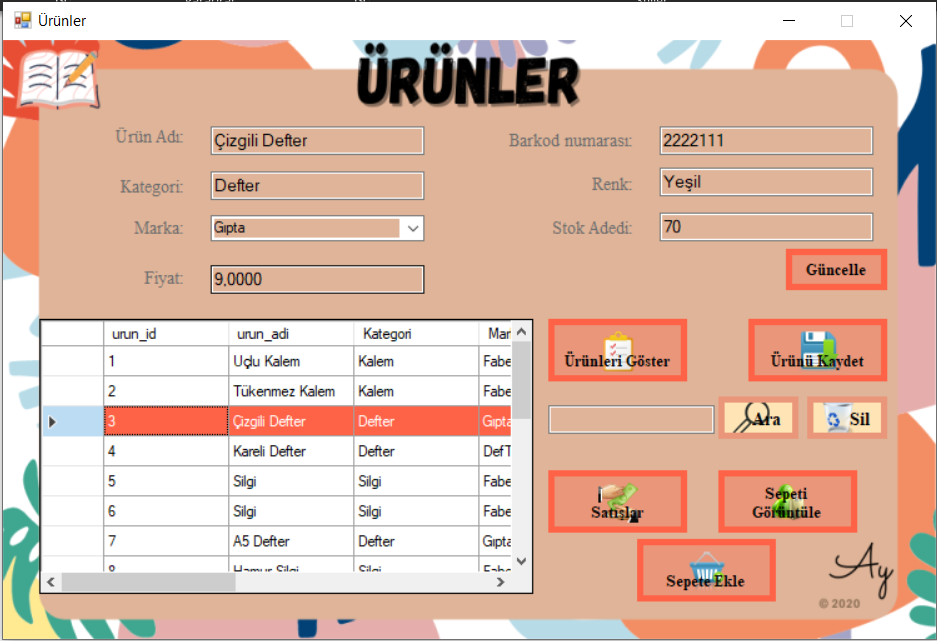 Ürünler
ÜRÜNLER
Ürün Adı: Çizgili Defter
Barkod numarası: 2222111
Kategori: Defter
Renk: Yeşil
Marka: Gıpta
Stok Adedi: 70
Fiyat: 9,0000
Güncelle
urun_id urun_adi Kategori Mar
1 Uçlu Kalem Kalem Fabe
2 Tükenmez Kalem Kalem Fabe
3 Çizgili Defter Defter Gıpta
4 Kareli Defter Defter DefT
5 Silgi Silgi Fabe
6 Silgi Silgi Fabe
7 A5 Defter Defter Gıpta
8 Hamur Silgi Silgi Fabe
Ürünleri Göster
Ürünü Kaydet
Ara
Sil
Satışlar
Sepeti
Görüntüle
Sepete Ekle
Ay
© 2020